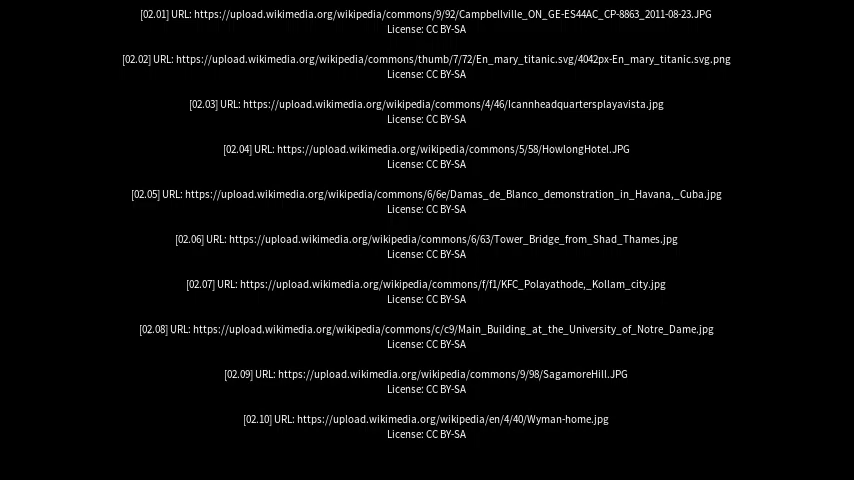 [02.01] URL: https://upload.wikimedia.org/wikipedia/commons/9/92/Campbellville_ON_GE-ES44AC_CP-8863_2011-08-23.JPG
License: CC BY-SA
[02.02] URL: https://upload.wikimedia.org/wikipedia/commons/thumb/7/72/En_mary_titanic.svg/4042px-En_mary_titanic.svg.png
License: CC BY-SA
[02.03] URL: https://upload.wikimedia.org/wikipedia/commons/4/46/Icannheadquartersplayavista.jpg
License: CC BY-SA
[02.04] URL: https://upload.wikimedia.org/wikipedia/commons/5/58/HowlongHotel.JPG
License: CC BY-SA
[02.05] URL: https://upload.wikimedia.org/wikipedia/commons/6/6e/Damas_de_Blanco_demonstration_in_Havana,_Cuba.jpg
License: CC BY-SA
[02.06] URL: https://upload.wikimedia.org/wikipedia/commons/6/63/Tower_Bridge_from_Shad_Thames.jpg
License: CC BY-SA
[02.07] URL: https://upload.wikimedia.org/wikipedia/commons/f/f1/KFC_Polayathode,_Kollam_city.jpg
License: CC BY-SA
[02.08] URL: https://upload.wikimedia.org/wikipedia/commons/c/c9/Main_Building_at_the_University_of_Notre_Dame.jpg
License: CC BY-SA
[02.09] URL: https://upload.wikimedia.org/wikipedia/commons/9/98/SagamoreHill.JPG
License: CC BY-SA
[02.10] URL: https://upload.wikimedia.org/wikipedia/en/4/40/Wyman-home.jpg
License: CC BY-SA